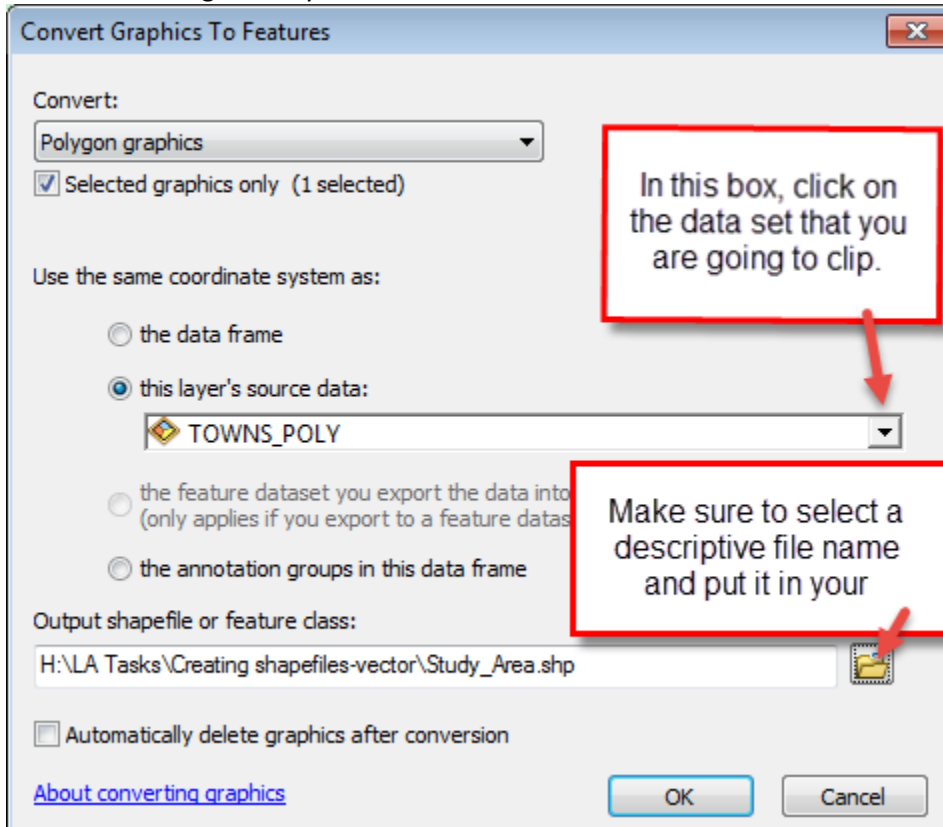 Convert Graphics To Features
Convert:
Polygon graphics
Selected graphics only (1 selected)
In this box, click on
the data set that you
are going to clip.
Use the same coordinate system as:
the data frame
this layer's source data:
TOWNS_POLY
the feature dataset you export the data into
(only applies if you export to a feature datas
Make sure to select a
descriptive file name
and put it in your
the annotation groups in this data frame
Output shapefile or feature class:
H:\LA Tasks\Creating shapefiles-vector\Study_Area.shp
Automatically delete graphics after conversion
About converting graphics
OK
Cancel